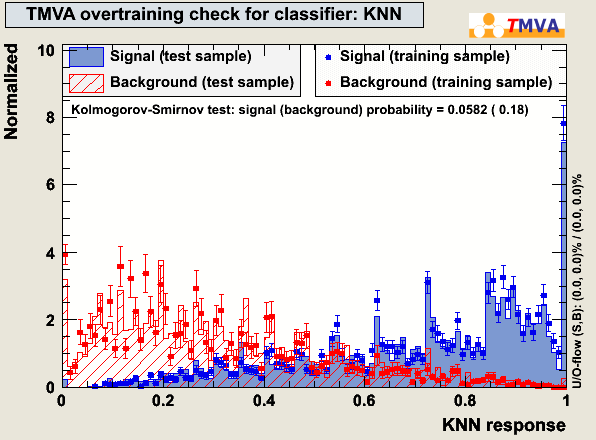 TMVA overtraining check for classifier: KNN
TMVA
Normalized
10
8
6
4
2
0
Signal (test sample)
Background (test sample)
Signal (training sample)
Background (training sample)
Kolmogorov-Smirnov test: signal (background) probability = 0.0582 ( 0.18)
U/O-flow (S,B): (0.0, 0.0)% / (0.0, 0.0)%
0 0.2 0.4 0.6 0.8 1
KNN response